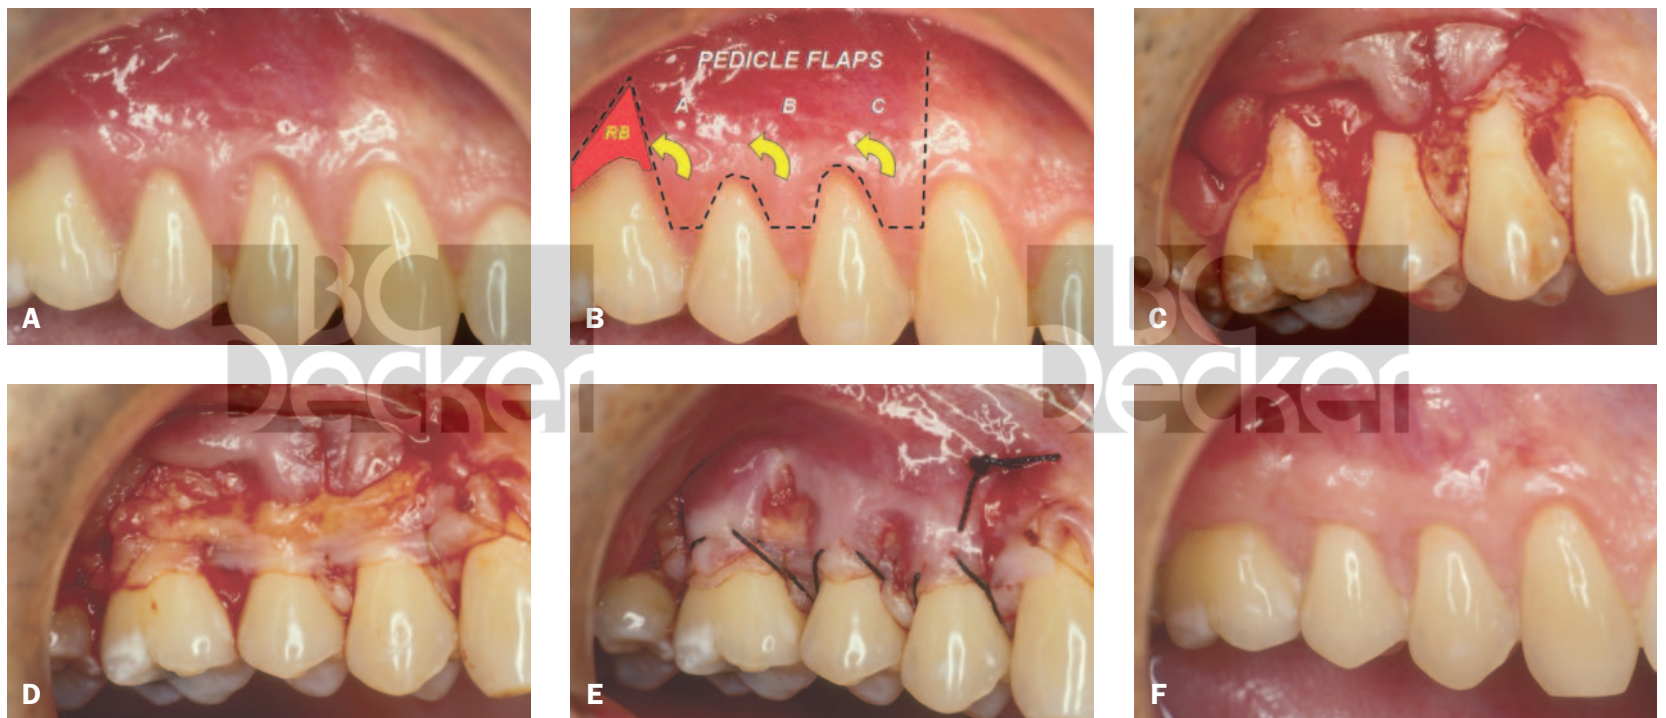 PEDICLE FLAPS
A B C
RB
A B C
BC BC
Decker Decker
D E F